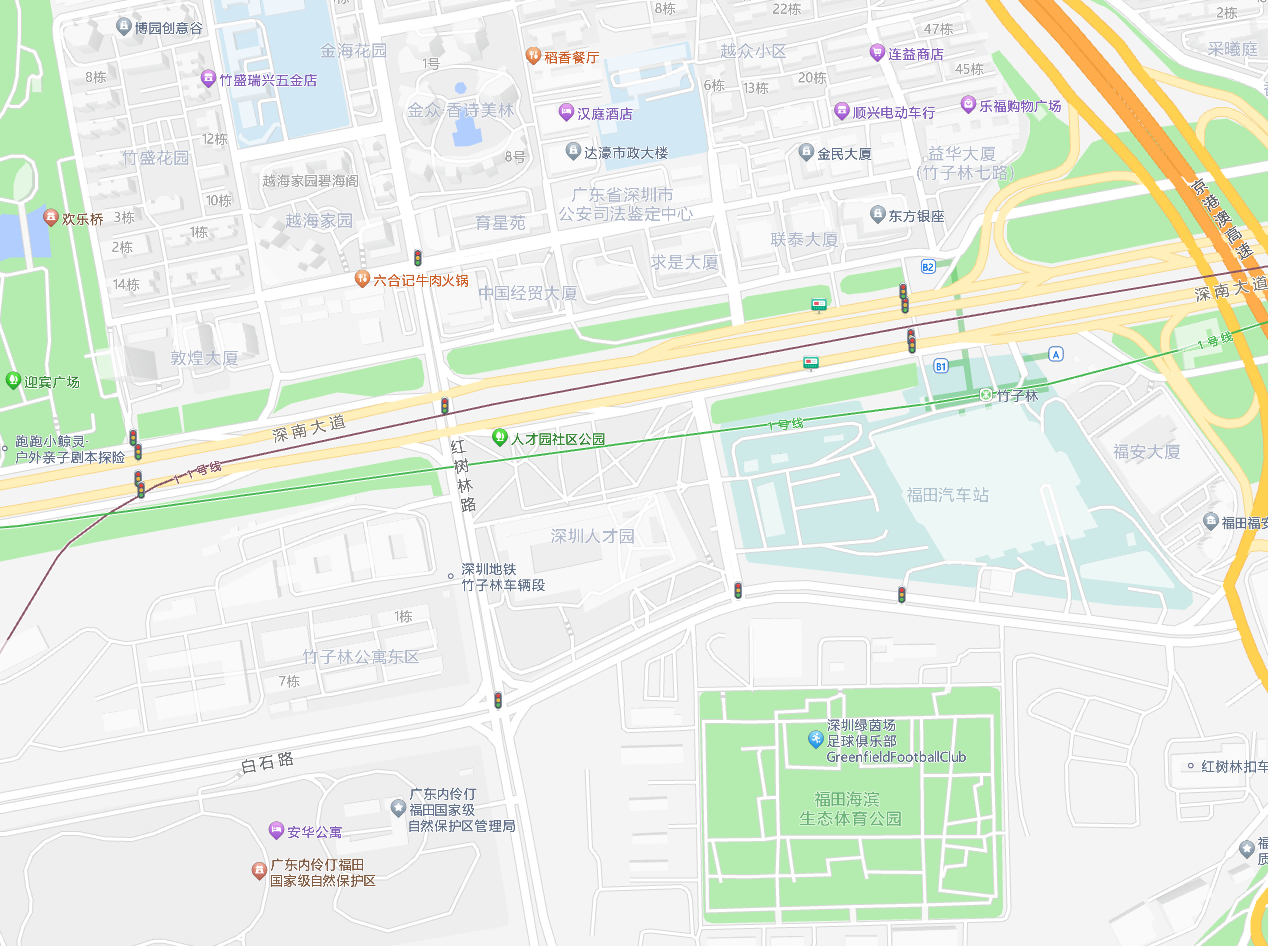 8栋
22栋
2栋
博园创意谷
47栋
采曦庭
金海花园
越众小区
连益商店
稻香餐厅
1号
45栋
8栋
竹盛瑞兴五金店
20栋
6栋
13栋
金众·香诗美林
汉庭酒店
顺兴电动车行
乐福购物广场
12栋
竹盛花园
8号
达濠市政大楼
金民大厦
益华大厦
(竹子林七路)
越海家园碧海阁
10栋
广东省深圳市
公安司法鉴定中心
京港澳高速
欢乐桥
3栋
越海家园
育星苑
东方银座
1栋
2栋
联泰大厦
求是大厦
B2
14栋
六合记牛肉火锅
中国经贸大厦
深南大道
1号线
敦煌大厦
A
B1
迎宾广场
竹子林
深南大道
1号线
跑跑小鲸灵·
户外亲子剧本探险
人才园社区公园
红树林路
福安大厦
11号线
福田汽车站
福田福安
深圳人才园
深圳地铁
竹子林车辆段
1栋
竹子林公寓东区
7栋
深圳绿茵场
足球俱乐部
GreenfieldFootballClub
白石路
红树林扣车
广东内伶仃
福田国家级
自然保护区管理局
福田海滨
生态体育公园
安华公寓
广东内伶仃福田
国家级自然保护区
福
质